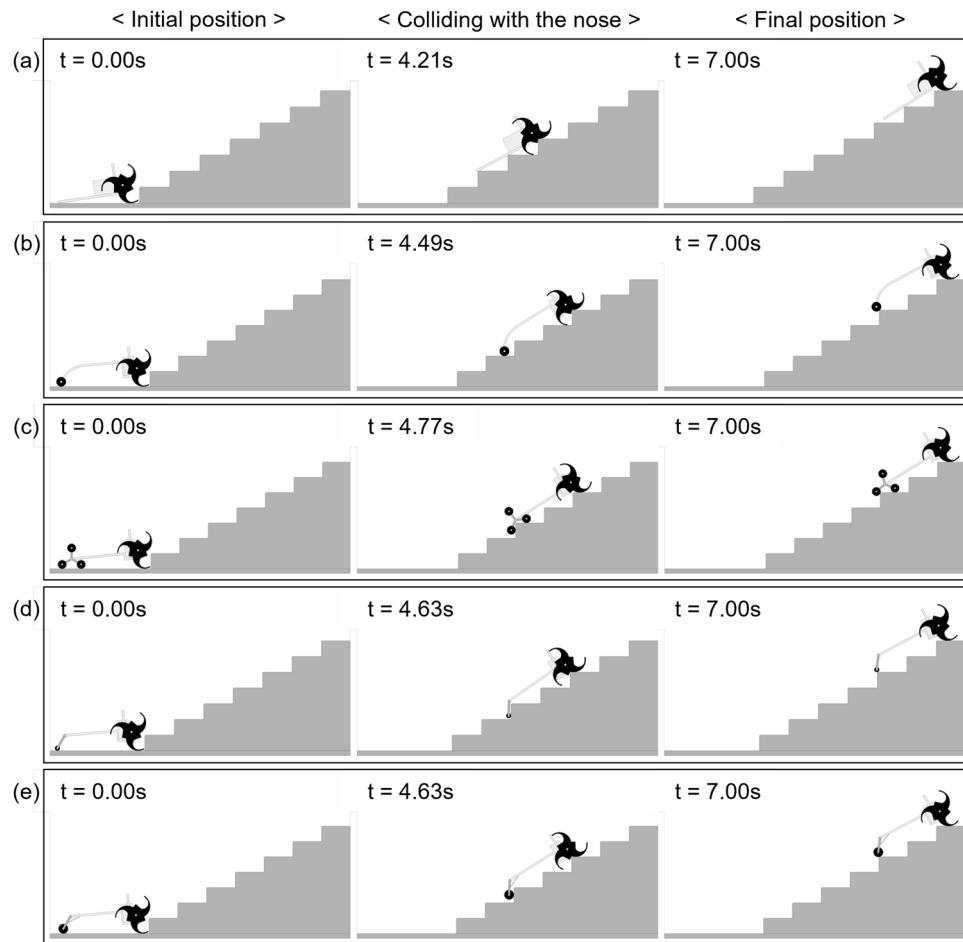 < Initial position > < Colliding with the nose > < Final position >
(a) t = 0.00s t = 4.21s t = 7.00s
(b) t = 0.00s t = 4.49s t = 7.00s
(c) t = 0.00s t = 4.77s t = 7.00s
(d) t = 0.00s t = 4.63s t = 7.00s
(e) t = 0.00s t = 4.63s t = 7.00s